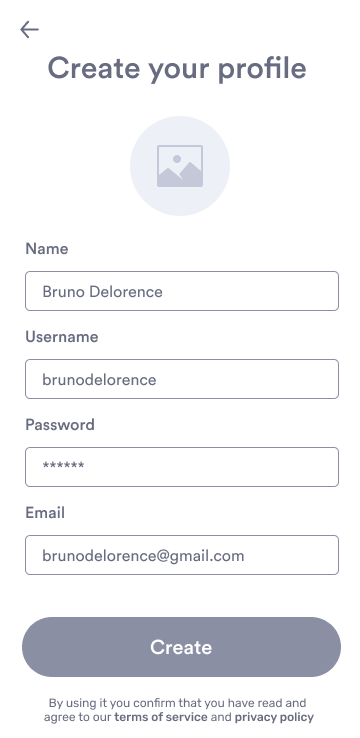 Create your profile
Name
Bruno Delorence
Username
brunodelorence
Password
******
Email
brunodelorence@gmail.com
Create
By using it you confirm that you have read and
agree to our terms of service and privacy policy